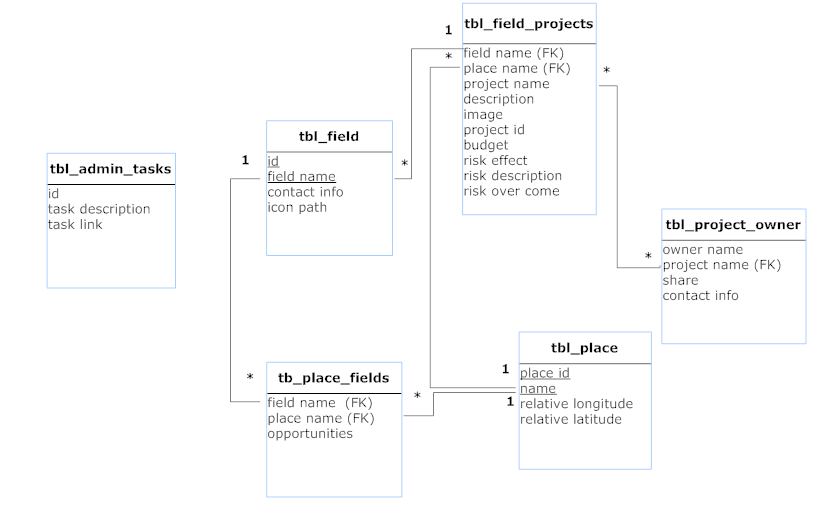 1
tbl_field_projects
*
field name (FK)
place name (FK)
project name
description
image
project id
budget
risk effect
risk description
risk over come
*
tbl_field
1
*
id
field name
contact info
icon path
tbl_admin_tasks
id
task description
task link
tbl_project_owner
*
owner name
project name (FK)
share
contact info
tbl_place
1
place id
name
1
relative longitude
relative latitude
tb_place_fields
*
*
field name  (FK)
place name (FK)
opportunities